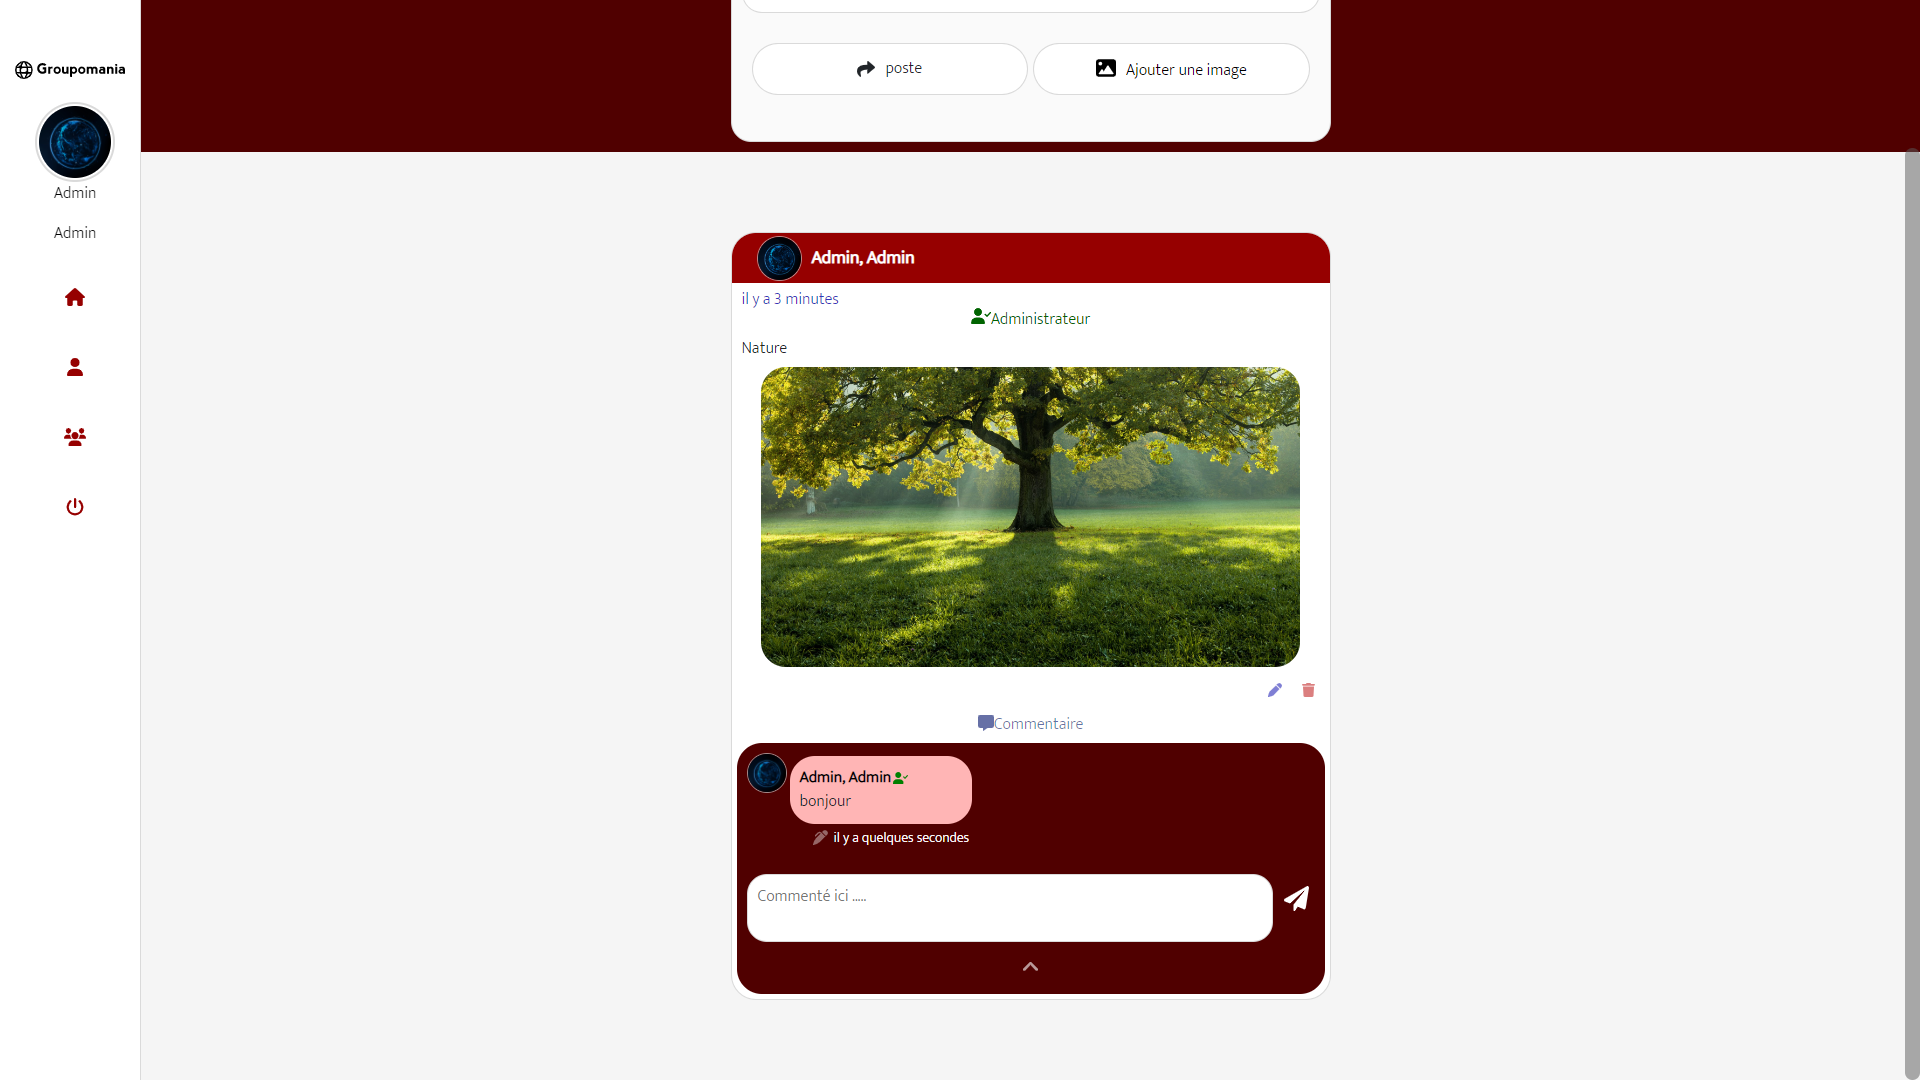 Groupomania
Admin
Admin
poste
Ajouter une image
Admin, Admin
il y a 3 minutes
Administrateur
Nature
Commentaire
Admin, Admin
bonjour
il y a quelques secondes
Commenté ici .....